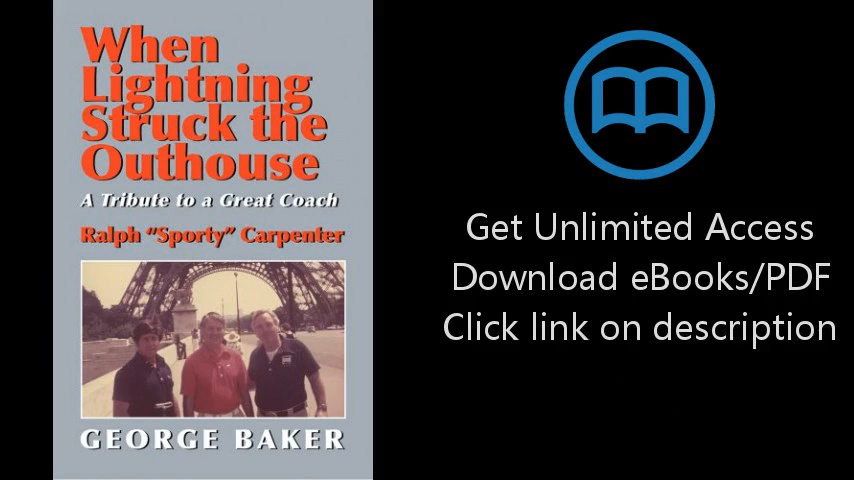 When
Lightning
Struck the
Outhouse
A Tribute to a Great Coach
Ralph "Sporty" Carpenter
GEORGE BAKER
Get Unlimited Access
Download eBooks/PDF
Click link on description